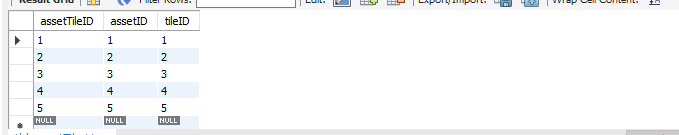 Result Grid Filter Rows: Edit: Export/Import: Wrap Cell Content:
assetTileID assetID tileID
1 1 1
2 2 2
3 3 3
4 4 4
5 5 5
NULL NULL NULL